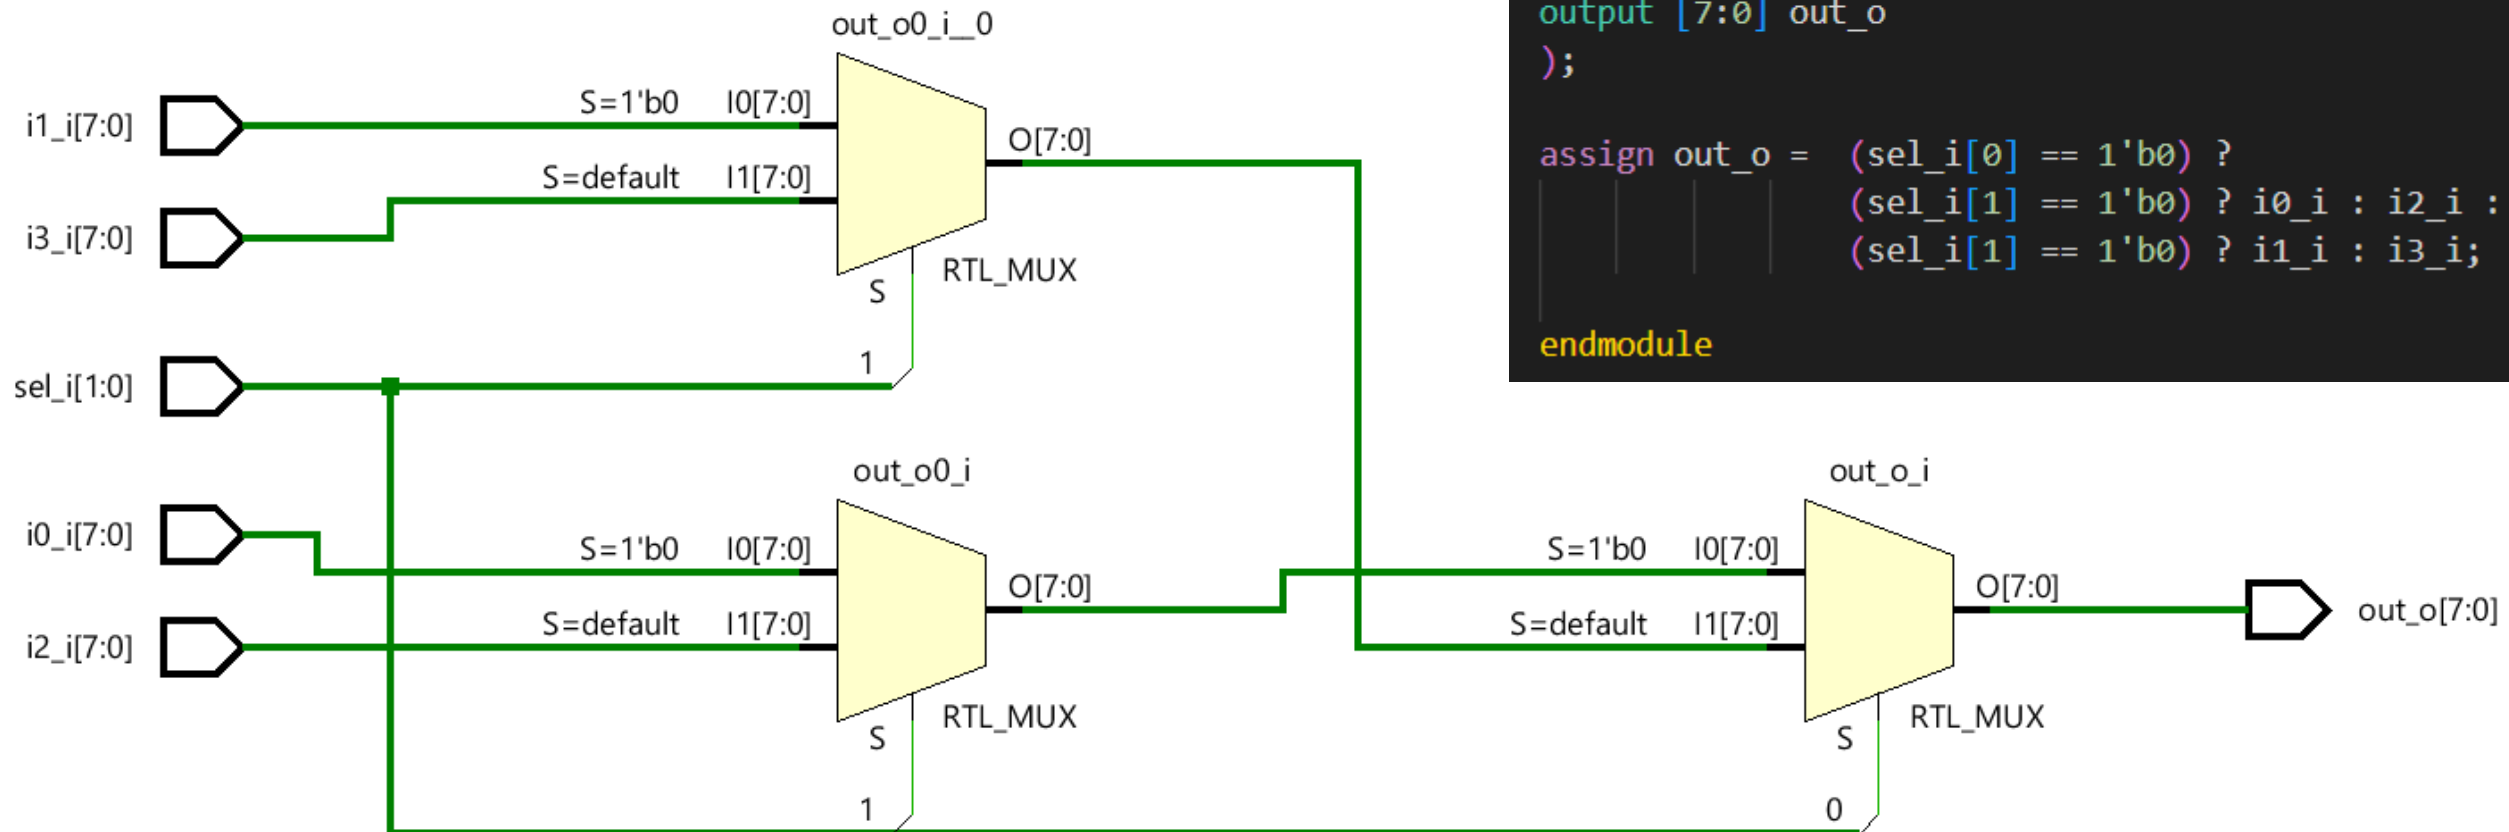 out_o0_i__0
i1_i[7:0]
S=1'b0 I0[7:0]
S=default I1[7:0]
O[7:0]
i3_i[7:0]
S
RTL_MUX
1
sel_i[1:0]
out_o0_i
i0_i[7:0]
S=1'b0 I0[7:0]
S=default I1[7:0]
O[7:0]
i2_i[7:0]
S
RTL_MUX
1
out_o_i
S=1'b0 I0[7:0]
S=default I1[7:0]
O[7:0]
out_o[7:0]
S
RTL_MUX
0
output [7:0] out_o
);
assign out_o = (sel_i[0] == 1'b0) ?
(sel_i[1] == 1'b0) ? i0_i : i2_i :
(sel_i[1] == 1'b0) ? i1_i : i3_i;
endmodule